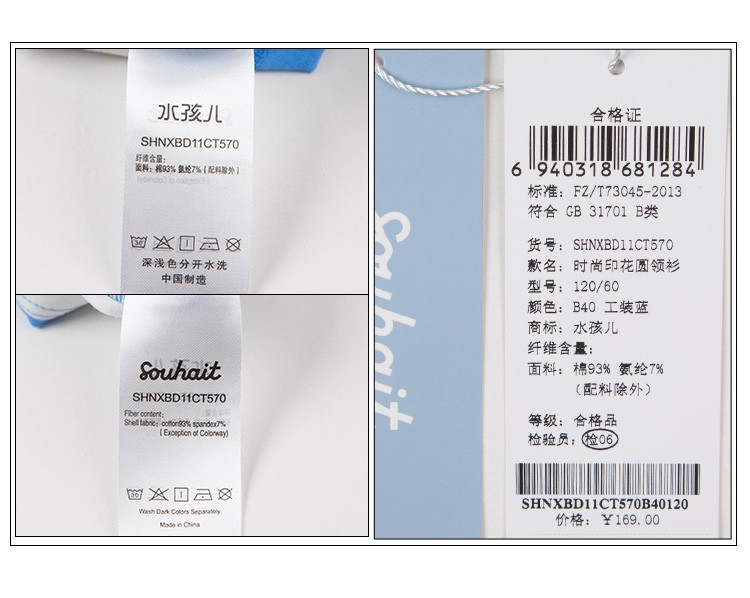 水孩儿
SHNXBD11CT570
纤维含量：
面料：棉93% 氨纶7%（配料除外）
30
深浅色分开水洗
中国制造
Souhait
SHNXBD11CT570
Fiber content:
Shell fabric: cotton93% spandex7%
( Exception of Colorway)
30
Wash Dark Colors Separately
Made in China
Souhait
合格证
6 940318 681284
标准：FZ/T73045-2013
符合 GB 31701 B类
货号：SHNXBD11CT570
款名：时尚印花圆领衫
型号：120/60
颜色：B40 工装蓝
商标：水孩儿
纤维含量：
面料：棉93% 氨纶7%
（配料除外）
等级：合格品
检验员：检06
SHNXBD11CT570B40120
价格：¥169.00